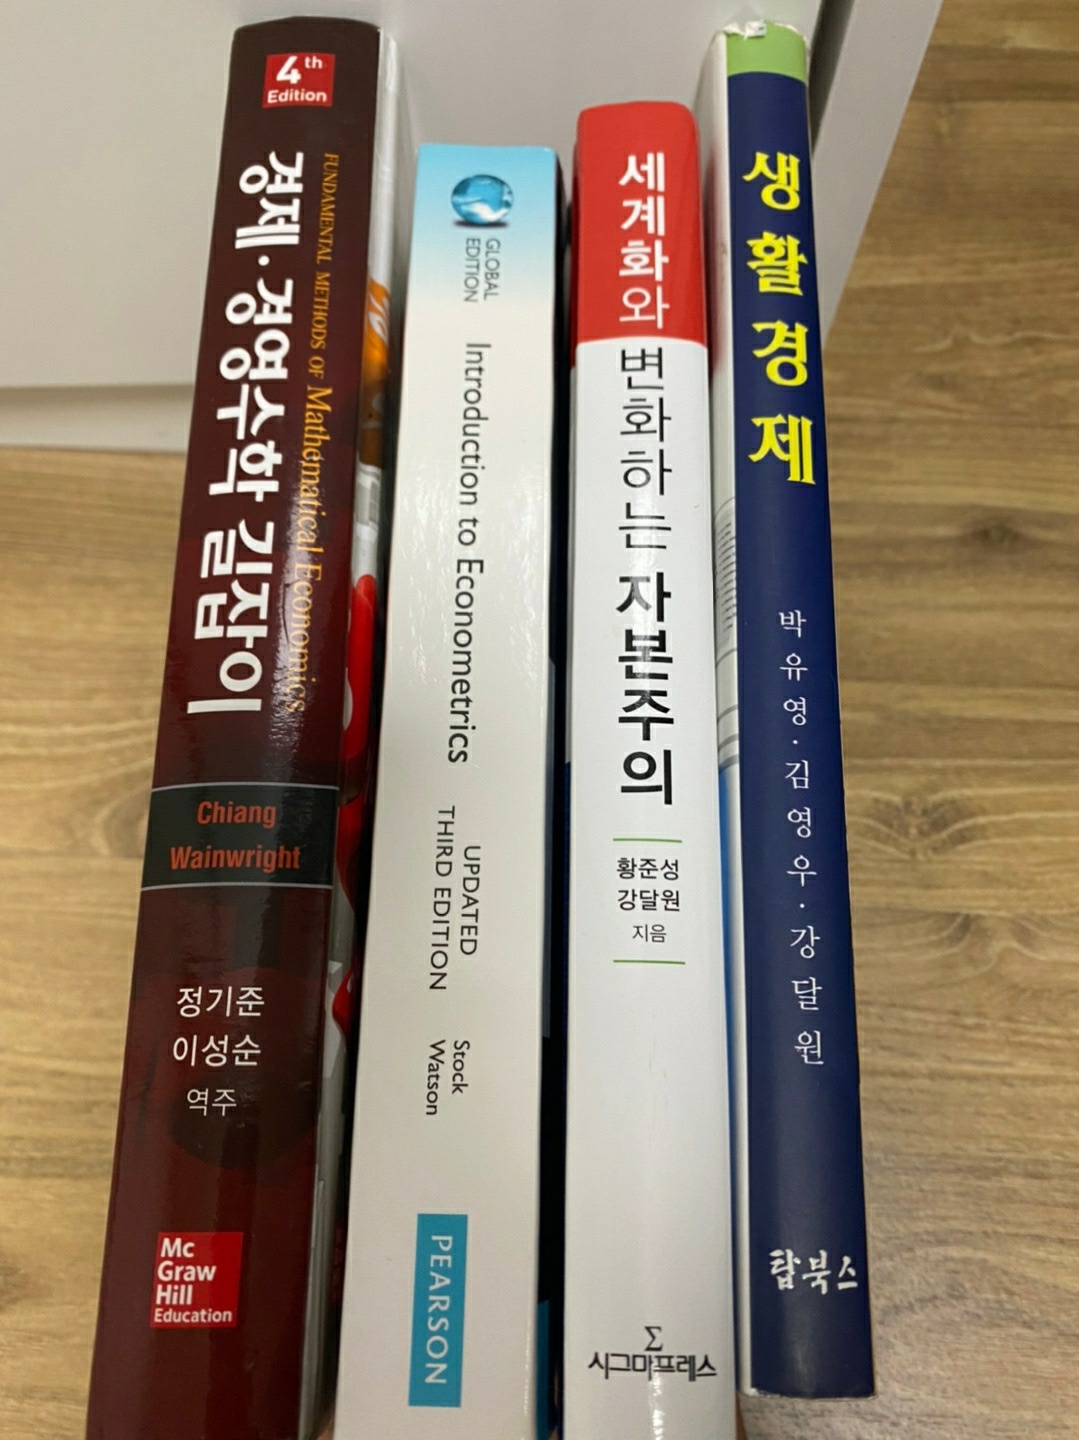 4th
Edition
FUNDAMENTAL METHODS OF Mathematical Economics
경제·경영수학 길잡이
Chiang
Wainwright
정기준
이성순
역주
Mc
Graw
Hill
Education
GLOBAL
EDITION
Introduction to Econometrics
UPDATED
THIRD EDITION
Stock
Watson
PEARSON
세계화와
변화하는 자본주의
황준성
강달원
지음
Σ
시그마프레스
생활경제
박유영·김영우·강달원
탑북스